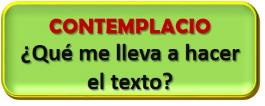 CONTEMPLACIO
¿Qué me lleva a hacer
el texto?